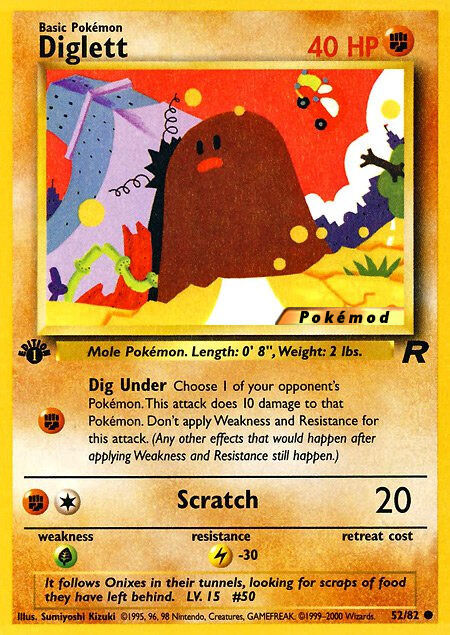 Basic Pokémon
Diglett 40 HP
Pokémod
EDITION
1
Mole Pokémon. Length: 0' 8", Weight: 2 lbs.
R
Dig Under Choose 1 of your opponent's
Pokémon. This attack does 10 damage to that
Pokémon. Don't apply Weakness and Resistance for
this attack. (Any other effects that would happen after
applying Weakness and Resistance still happen.)
Scratch 20
weakness resistance retreat cost
-30
It follows Onixes in their tunnels, looking for scraps of food
they have left behind. LV. 15 #50
Illus. Sumiyoshi Kizuki ©1995, 96, 98 Nintendo, Creatures, GAMEFREAK. ©1999-2000 Wizards. 52/82